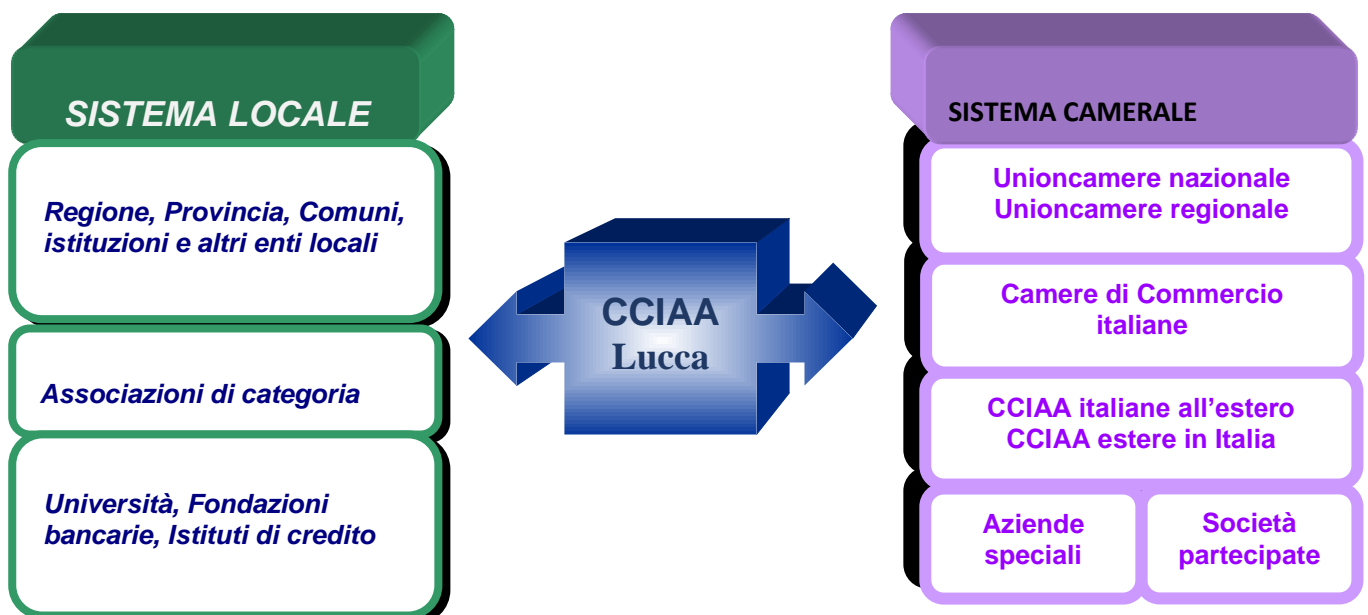 SISTEMA LOCALE
Regione, Provincia, Comuni,
istituzioni e altri enti locali
Associazioni di categoria
Università, Fondazioni
bancarie, Istituti di credito
CCIAA
Lucca
SISTEMA CAMERALE
Unioncamere nazionale
Unioncamere regionale
Camere di Commercio
italiane
CCIAA italiane all’estero
CCIAA estere in Italia
Aziende
speciali
Società
partecipate